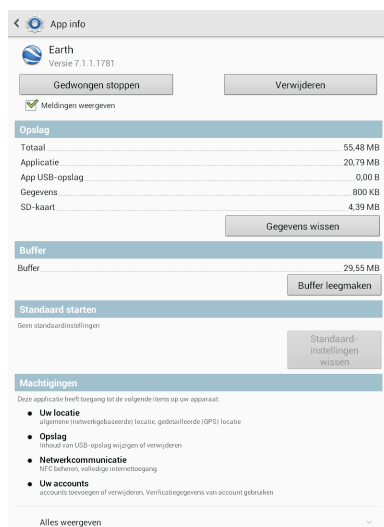 App info
Earth
Versie 7.1.1.1781
Gedwongen stoppen
Verwijderen
Meldingen weergeven
Opslag
Totaal 55,48 MB
Applicatie 20,79 MB
App USB-opslag 0,00 B
Gegevens 800 KB
SD-kaart 4,39 MB
Gegevens wissen
Buffer
Buffer 29,55 MB
Buffer leegmaken
Standaard starten
Geen standaardinstellingen
Standaard-
instellingen
wissen
Machtigingen
Deze applicatie heeft toegang tot de volgende items op uw apparaat:
Uw locatie
algemene (netwerkgebaseerde) locatie, gedetailleerde (GPS) locatie
Opslag
Inhoud van USB-opslag wijzigen of verwijderen
Netwerkcommunicatie
NFC beheren, volledige internettoegang
Uw accounts
accounts toevoegen of verwijderen, Verificatiegegevens van account gebruiken
Alles weergeven